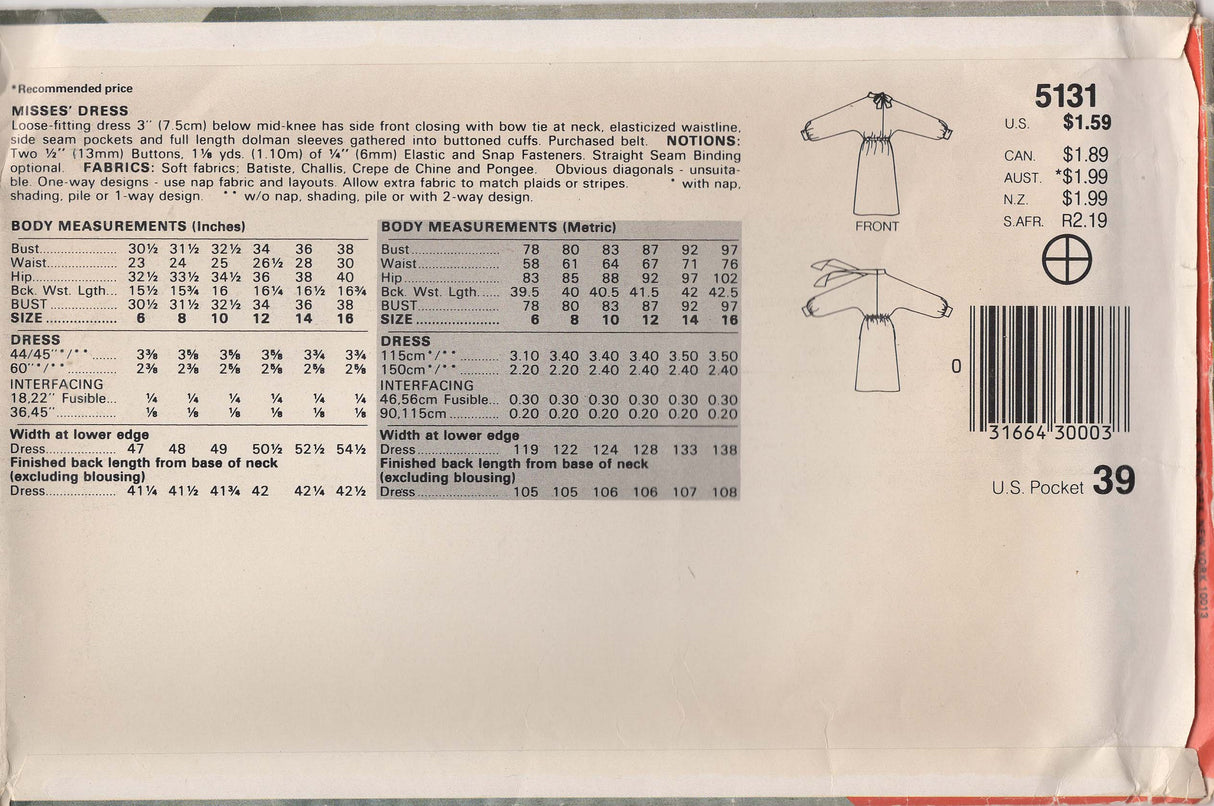 *Recommended price
MISSES' DRESS
Loose-fitting dress 3" (7.5cm) below mid-knee has side front closing with bow tie at neck, elasticized waistline,
side seam pockets and full length dolman sleeves gathered into buttoned cuffs. Purchased belt. NOTIONS:
Two ½" (13mm) Buttons, 1⅛ yds. (1.10m) of ¼" (6mm) Elastic and Snap Fasteners. Straight Seam Binding
optional. FABRICS: Soft fabrics; Batiste, Challis, Crepe de Chine and Pongee. Obvious diagonals - unsuita-
ble. One-way designs - use nap fabric and layouts. Allow extra fabric to match plaids or stripes. * with nap,
shading, pile or 1-way design. ** w/o nap, shading, pile or with 2-way design.
BODY MEASUREMENTS (Inches)
Bust 30½ 31½ 32½ 34 36 38
Waist 23 24 25 26½ 28 30
Hip 32½ 33½ 34½ 36 38 40
Bck. Wst. Lgth... 15½ 15¾ 16 16¼ 16½ 16¾
BUST 30½ 31½ 32½ 34 36 38
SIZE 6 8 10 12 14 16
DRESS
44/45"*/** 3⅜ 3⅝ 3⅝ 3⅝ 3¾ 3¾
60"*/** 2⅜ 2⅜ 2⅝ 2⅝ 2⅝ 2⅝
INTERFACING
18,22" Fusible... ¼ ¼ ¼ ¼ ¼ ¼
36,45" ⅛ ⅛ ⅛ ⅛ ⅛ ⅛
Width at lower edge
Dress 47 48 49 50½ 52½ 54½
Finished back length from base of neck
(excluding blousing)
Dress 41¼ 41½ 41¾ 42 42¼ 42½
BODY MEASUREMENTS (Metric)
Bust 78 80 83 87 92 97
Waist 58 61 64 67 71 76
Hip 83 85 88 92 97 102
Bck. Wst. Lgth. 39.5 40 40.5 41.5 42 42.5
BUST 78 80 83 87 92 97
SIZE 6 8 10 12 14 16
DRESS
115cm*/** 3.10 3.40 3.40 3.40 3.50 3.50
150cm*/** 2.20 2.20 2.40 2.40 2.40 2.40
INTERFACING
46,56cm Fusible... 0.30 0.30 0.30 0.30 0.30 0.30
90,115cm 0.20 0.20 0.20 0.20 0.20 0.20
Width at lower edge
Dress 119 122 124 128 133 138
Finished back length from base of neck
(excluding blousing)
Dress 105 105 106 106 107 108
FRONT
5131
U.S. $1.59
CAN. $1.89
AUST. *$1.99
N.Z. $1.99
S.AFR. R2.19
0
31664 30003
U.S. Pocket 39
YORK 10013